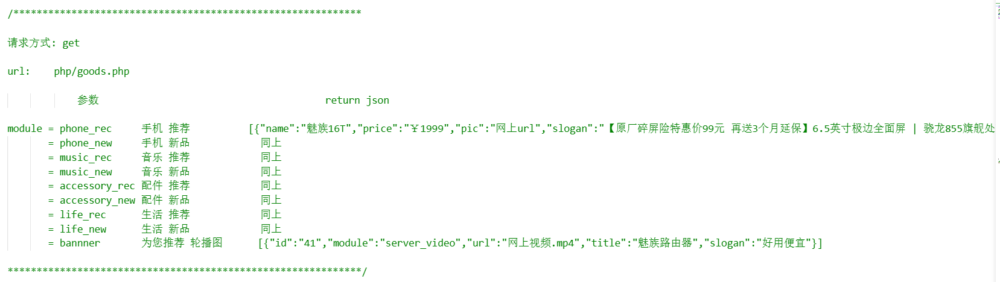 /************************************************************
请求方式: get
url:    php/goods.php
参数    return json
module = phone_rec     手机 推荐    [{"name":"魅族16T","price":"￥1999","pic":"网上url","slogan":"【原厂碎屏险特惠价99元 再送3个月延保】6.5英寸极边全面屏 | 骁龙855旗舰处
= phone_new     手机 新品    同上
= music_rec     音乐 推荐    同上
= music_new     音乐 新品    同上
= accessory_rec 配件 推荐    同上
= accessory_new 配件 新品    同上
= life_rec      生活 推荐    同上
= life_new      生活 新品    同上
= bannner       为您推荐 轮播图    [{"id":"41","module":"server_video","url":"网上视频.mp4","title":"魅族路由器","slogan":"好用便宜"}]
*************************************************************/